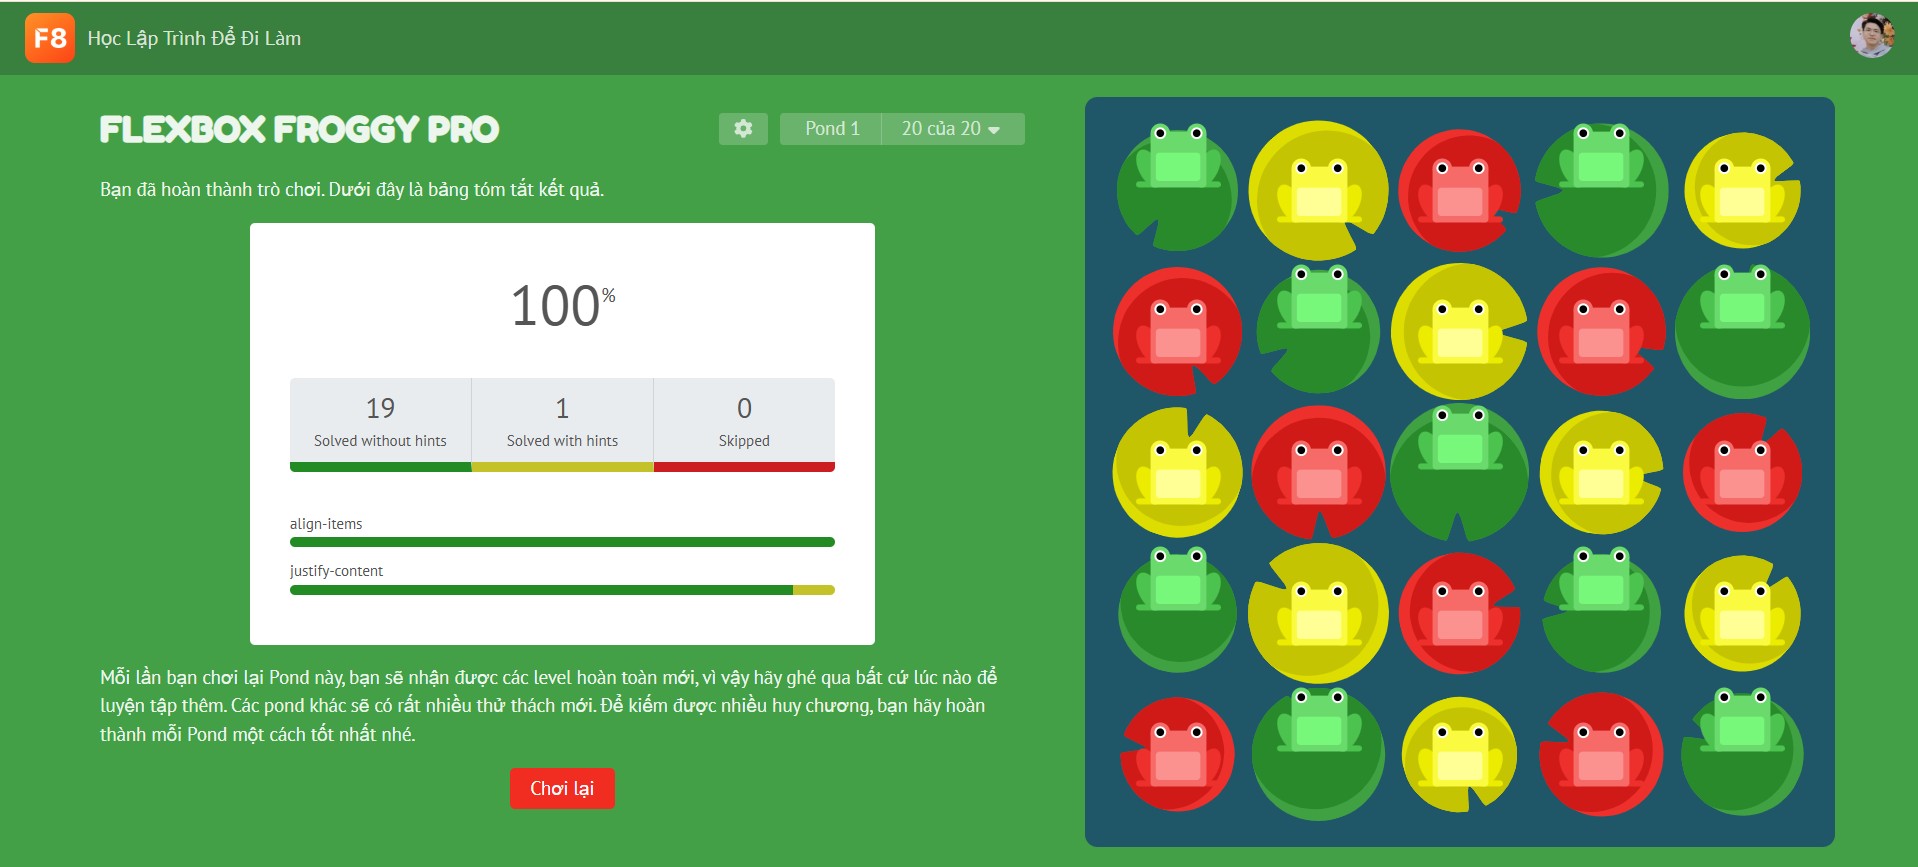 F8 Học Lập Trình Để Đi Làm
FLEXBOX FROGGY PRO
Pond 1
20 của 20
Bạn đã hoàn thành trò chơi. Dưới đây là bảng tóm tắt kết quả.
100%
19
Solved without hints
1
Solved with hints
0
Skipped
align-items
justify-content
Mỗi lần bạn chơi lại Pond này, bạn sẽ nhận được các level hoàn toàn mới, vì vậy hãy ghé qua bất cứ lúc nào để
luyện tập thêm. Các pond khác sẽ có rất nhiều thử thách mới. Để kiếm được nhiều huy chương, bạn hãy hoàn
thành mỗi Pond một cách tốt nhất nhé.
Chơi lại